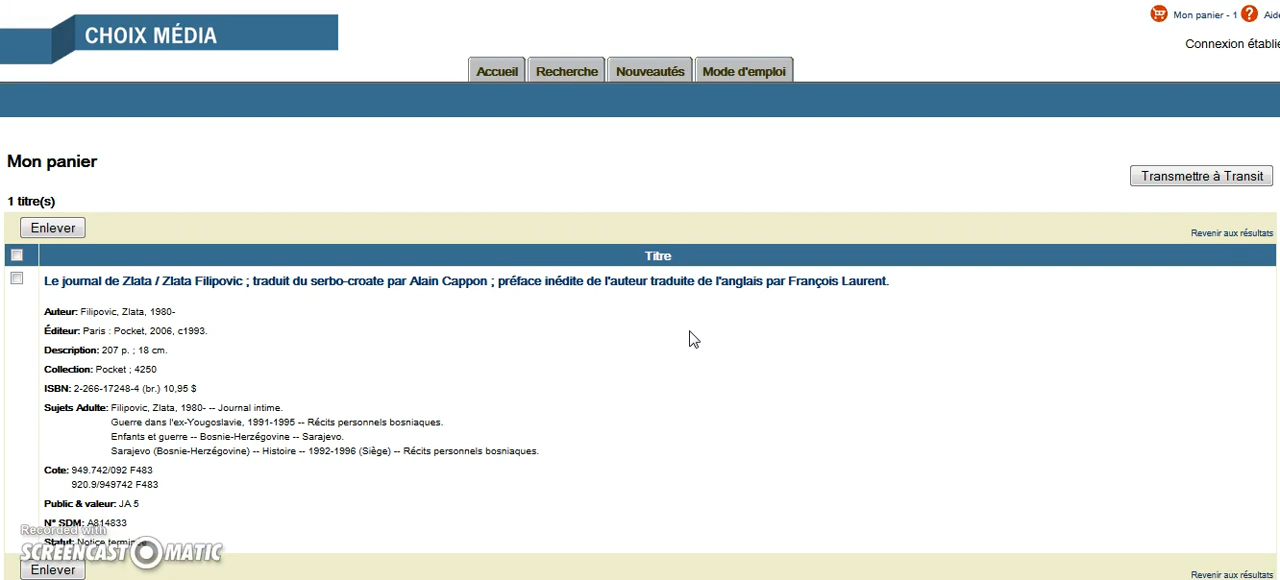 Mon panier - 1 Aide
CHOIX MÉDIA
Connexion établie
Accueil Recherche Nouveautés Mode d'emploi
Mon panier
Transmettre à Transit
1 titre(s)
Enlever
Revenir aux résultats
Titre
Le journal de Zlata / Zlata Filipovic ; traduit du serbo-croate par Alain Cappon ; préface inédite de l'auteur traduite de l'anglais par François Laurent.
Auteur: Filipovic, Zlata, 1980-
Éditeur: Paris : Pocket, 2006, c1993.
Description: 207 p. ; 18 cm.
Collection: Pocket ; 4250
ISBN: 2-266-17248-4 (br.) 10,95 $
Sujets Adulte: Filipovic, Zlata, 1980- -- Journal intime.
Guerre dans l'ex-Yougoslavie, 1991-1995 -- Récits personnels bosniaques.
Enfants et guerre -- Bosnie-Herzégovine -- Sarajevo.
Sarajevo (Bosnie-Herzégovine) -- Histoire -- 1992-1996 (Siège) -- Récits personnels bosniaques.
Cote: 949.742/092 F483
920.9/949742 F483
Public & valeur: JA 5
N° SDM: A814833
Recorded with
Statut: Notice terminée
SCREENCAST-O-MATIC
Enlever
Revenir aux résultats